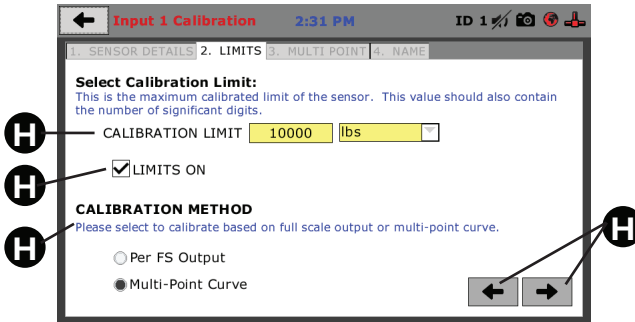 Input 1 Calibration 2:31 PM ID 1
1. SENSOR DETAILS 2. LIMITS 3. MULTI POINT 4. NAME
Select Calibration Limit:
This is the maximum calibrated limit of the sensor. This value should also contain
the number of significant digits.
H CALIBRATION LIMIT 10000 lbs
H LIMITS ON
CALIBRATION METHOD
H Please select to calibrate based on full scale output or multi-point curve.
H
Per FS Output
Multi-Point Curve